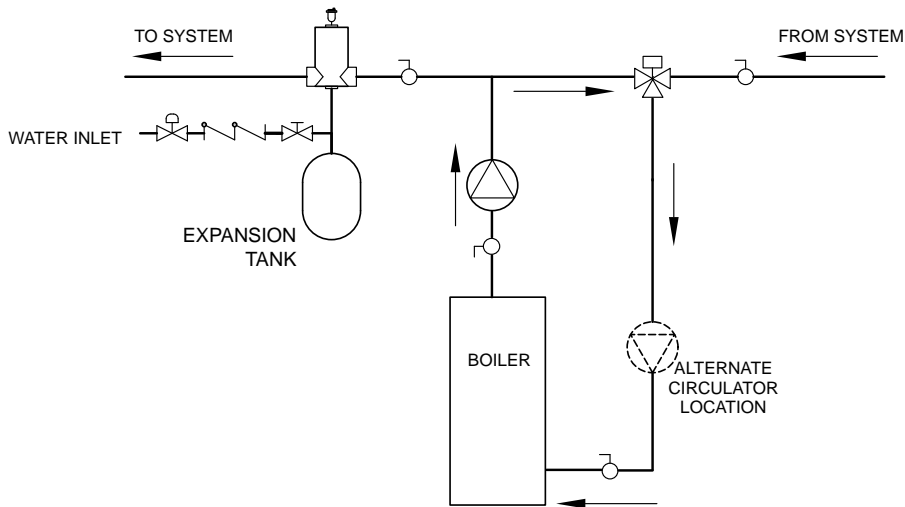 TO SYSTEM
FROM SYSTEM
WATER INLET
EXPANSION
TANK
BOILER
ALTERNATE
CIRCULATOR
LOCATION